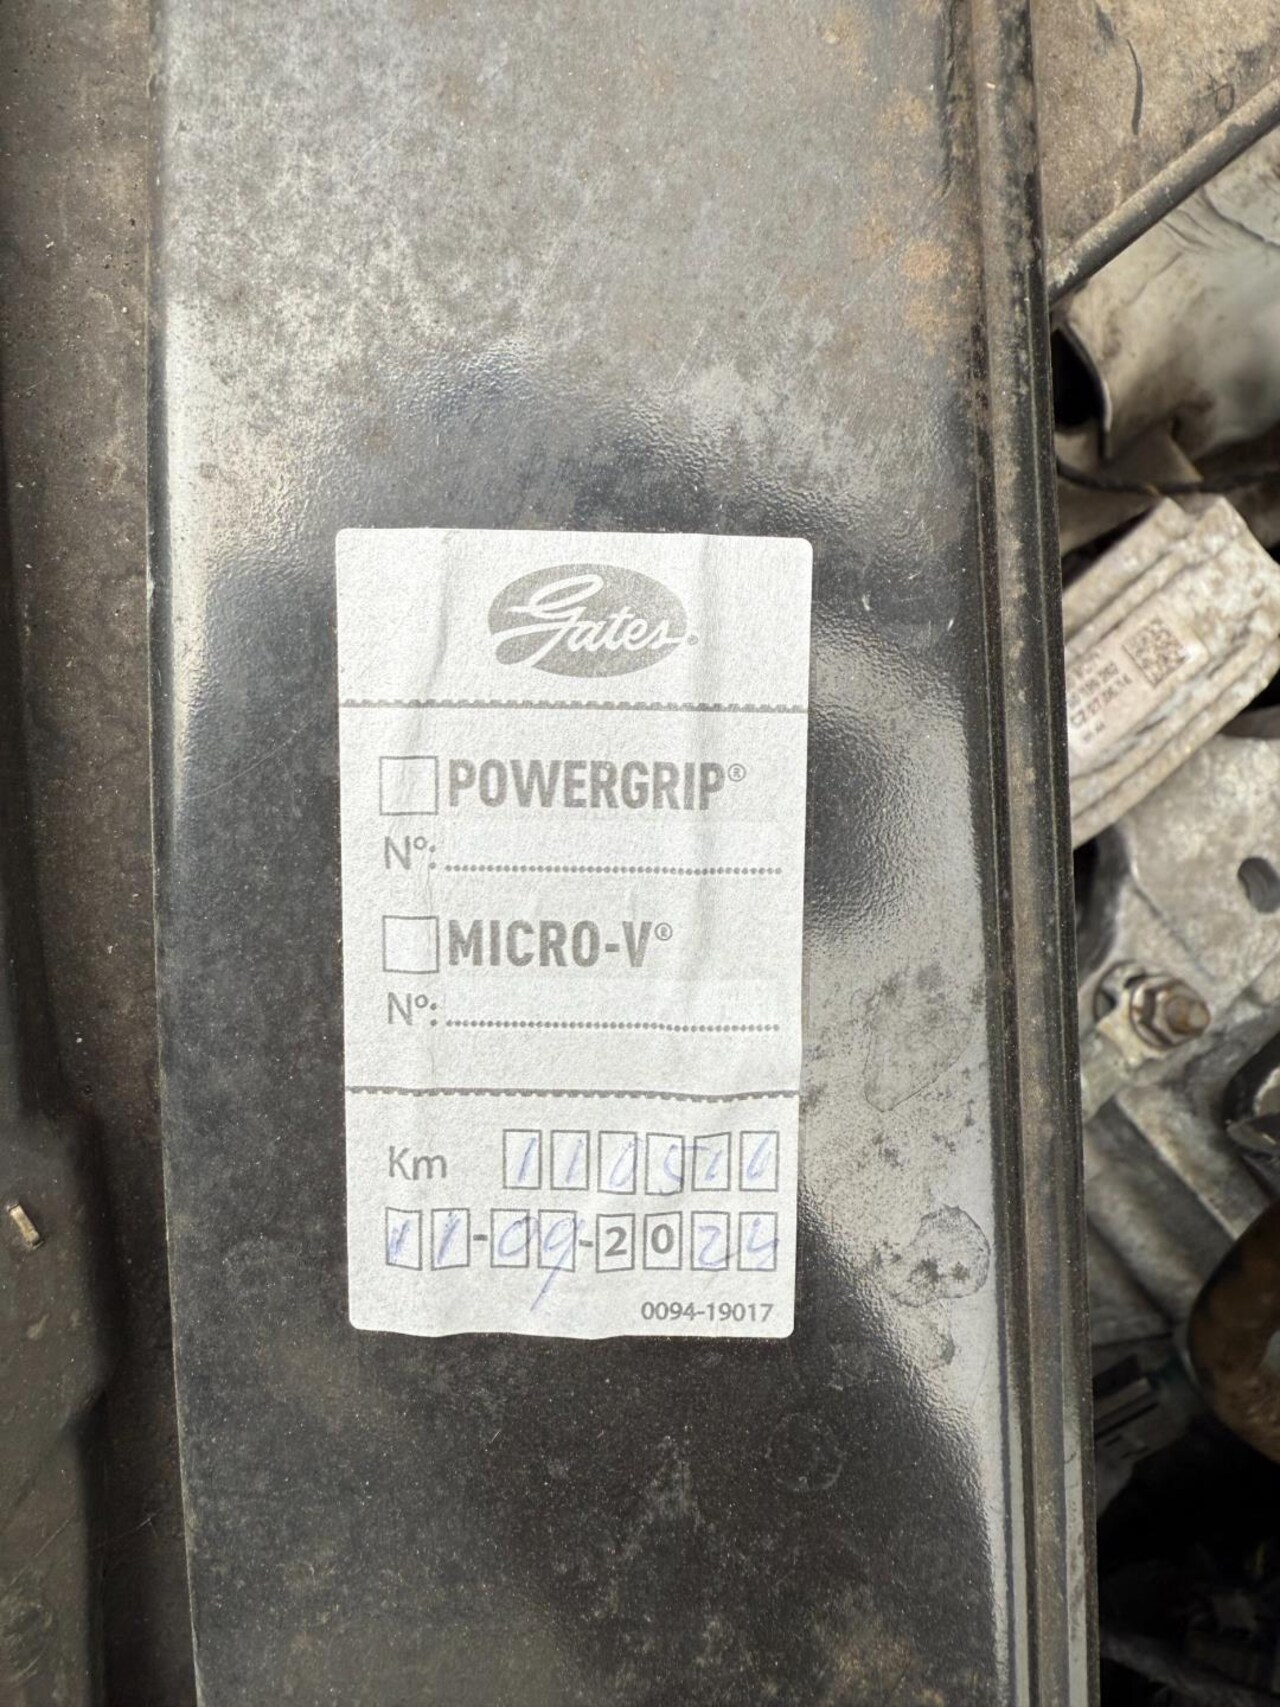 Gates®
POWERGRIP®
Nº:
MICRO-V®
Nº:
Km 110516
11-09-2024
0094-19017